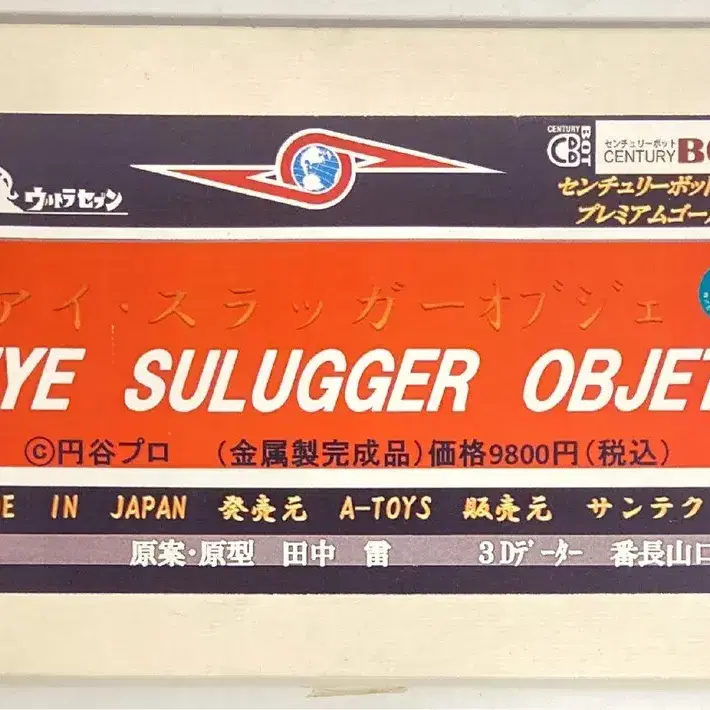 ウルトラセブン
CENTURY BOT
センチュリーボット
CENTURY BO
センチュリーボット
プレミアムゴー
アイ・スラッガーオブジェ
EYE SULUGGER OBJET
©円谷プロ (金属製完成品)価格9800円(税込)
DE IN JAPAN 発売元 A-TOYS 販売元 サンテク
原案・原型 田中 雷 3Dデーター 番長山口